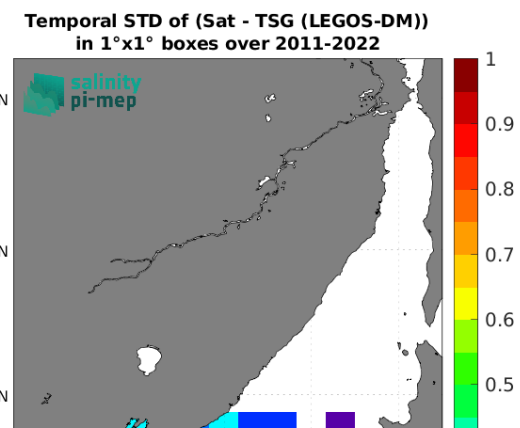 Temporal STD of (Sat - TSG (LEGOS-DM))
in 1°x1° boxes over 2011-2022
salinity
pi-mep
1
N
0.9
0.8
N
0.7
0.6
N
0.5